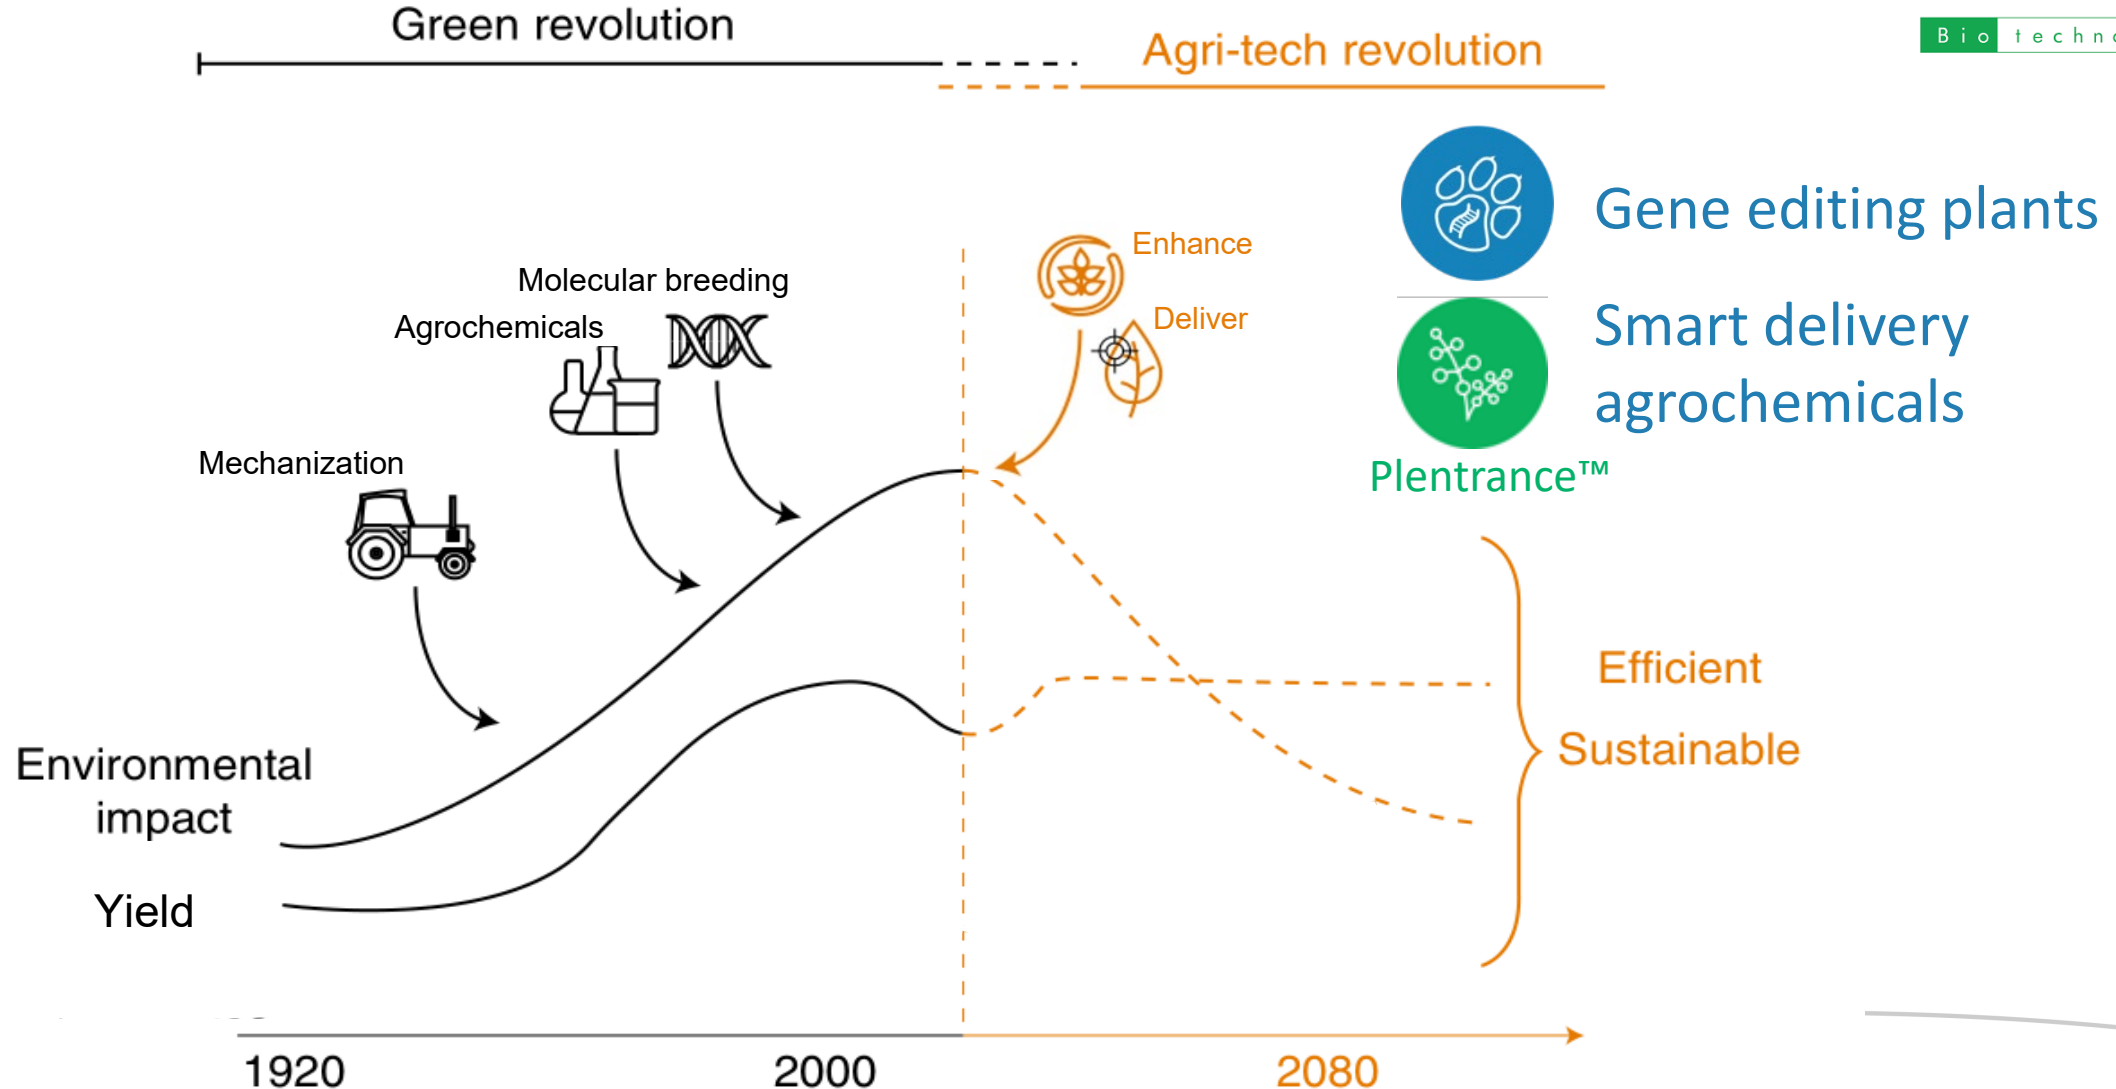 Green revolution
Agri-tech revolution
Bio
Gene editing plants
Enhance
Molecular breeding
Deliver
Agrochemicals
Smart delivery
agrochemicals
Mechanization
Plentrance™
Efficient
Sustainable
Environmental
impact
Yield
1920
2000
2080